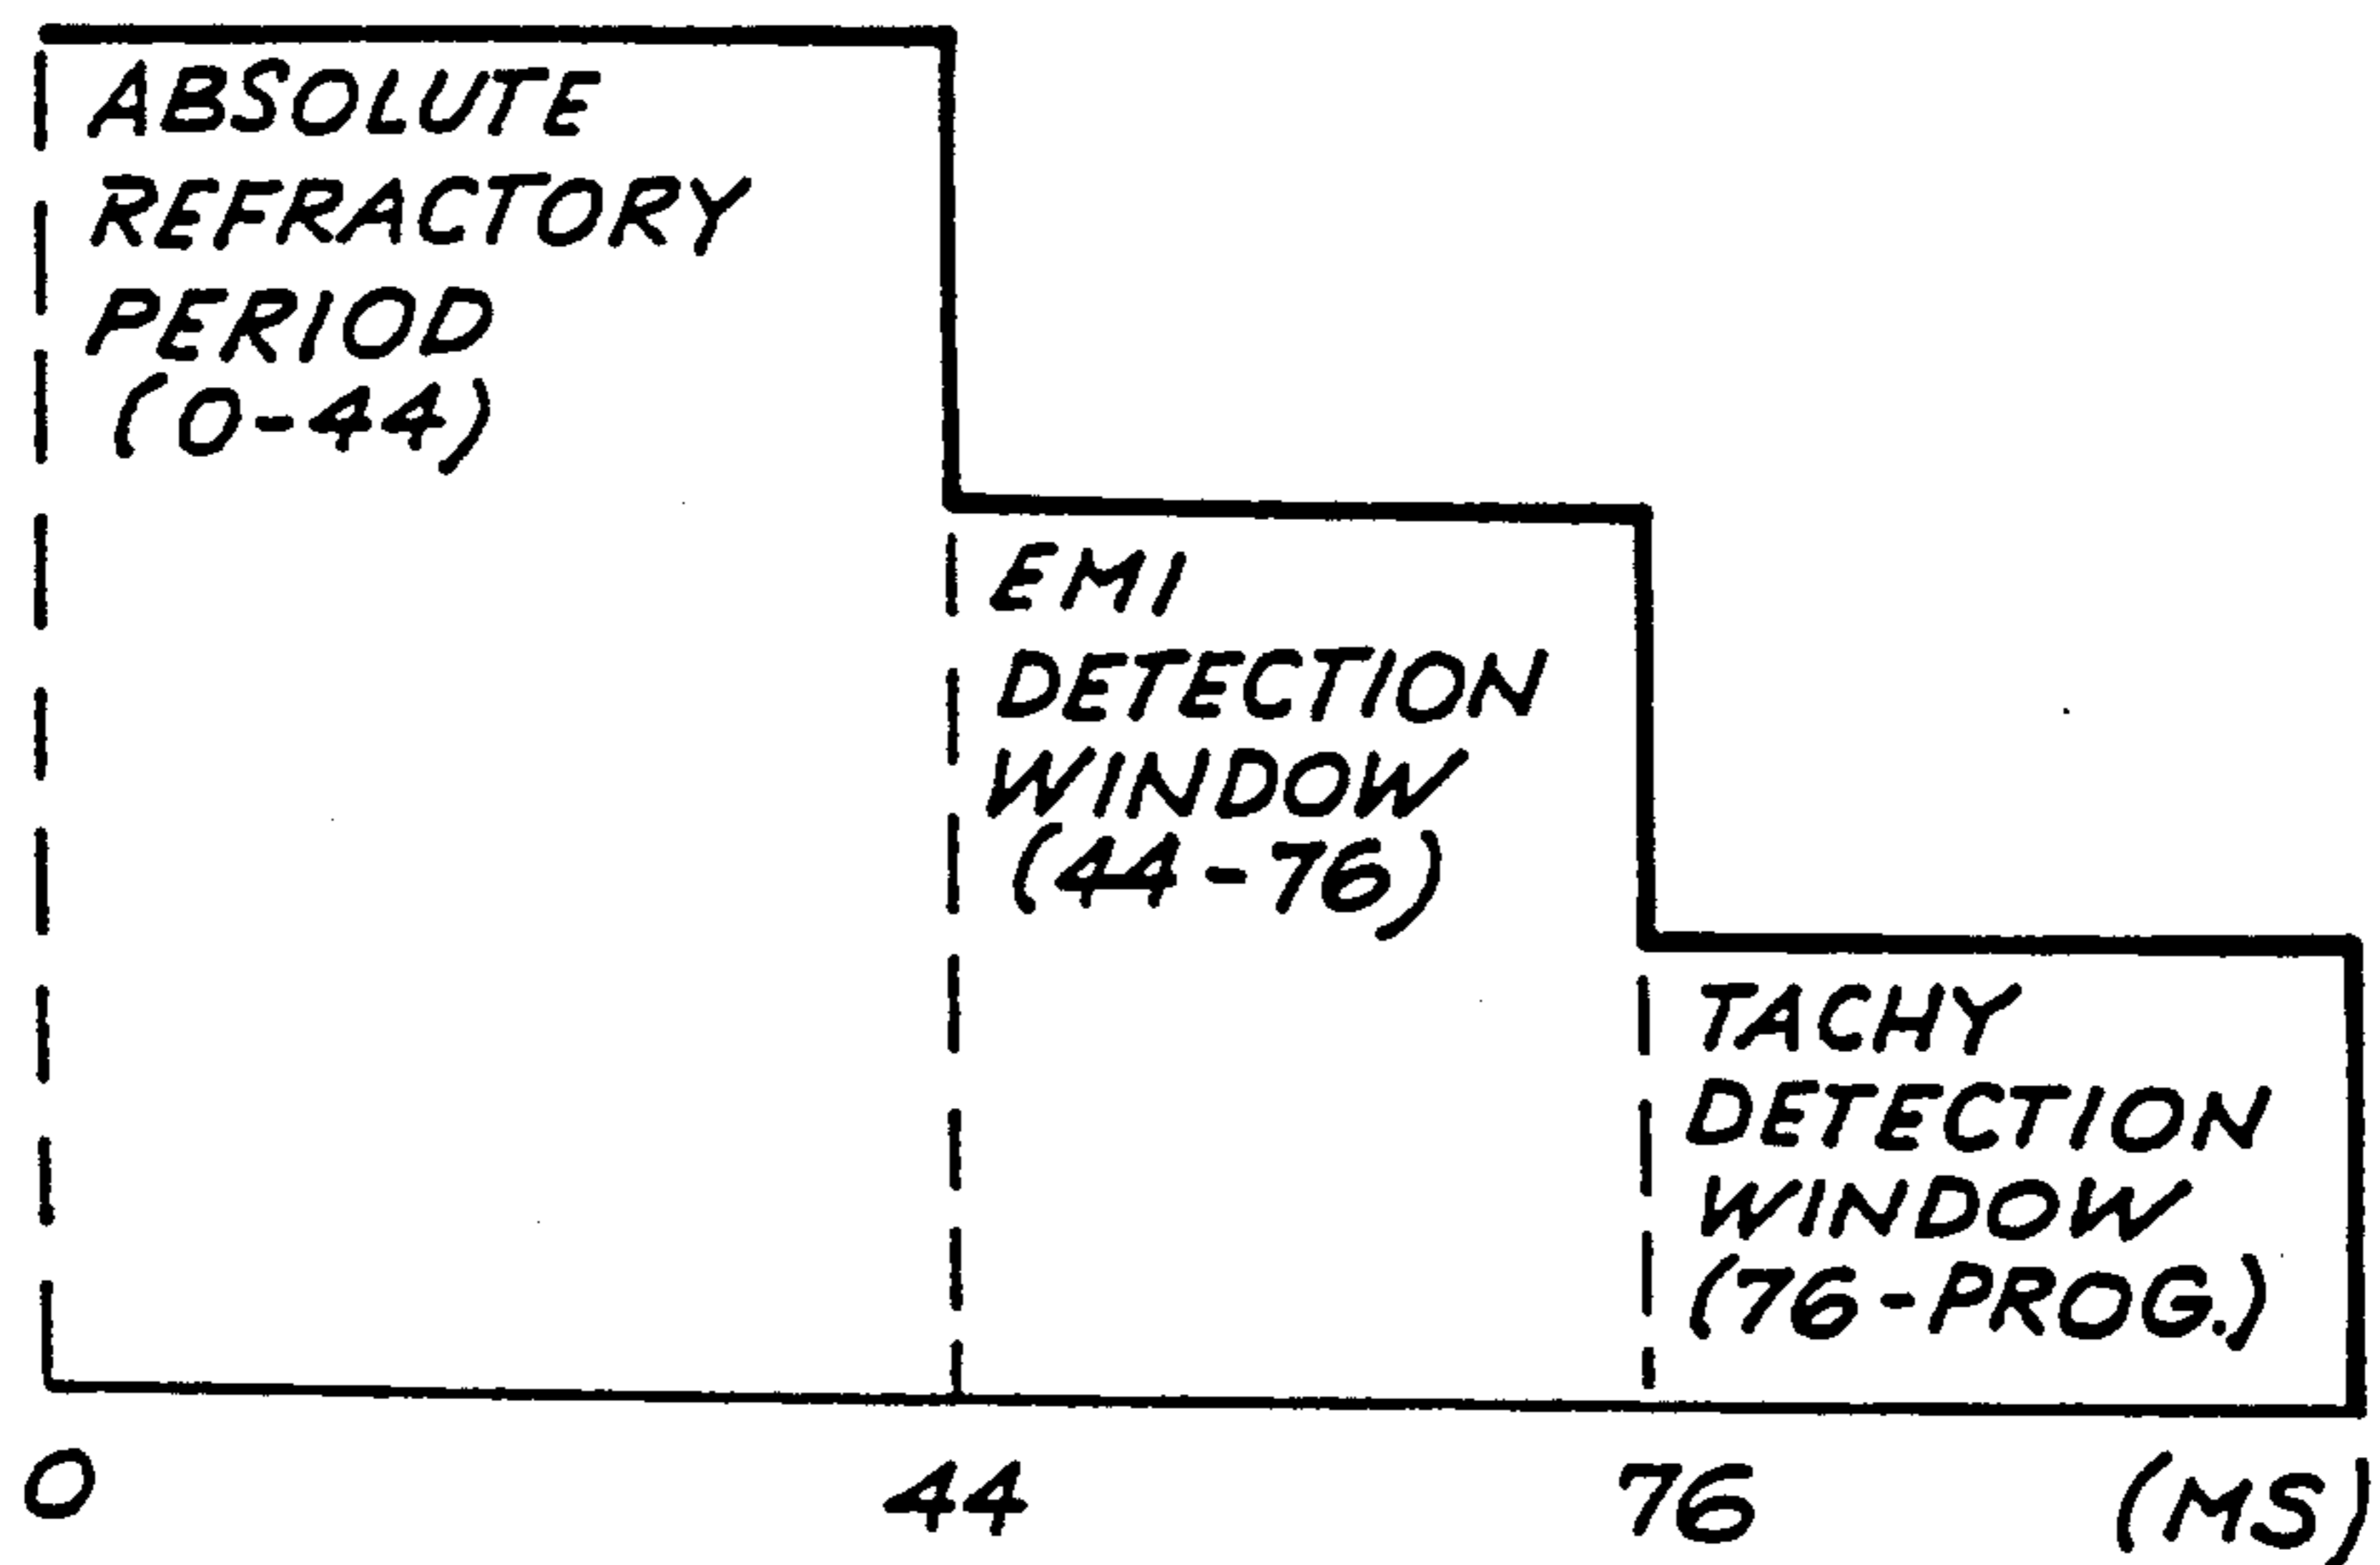 ABSOLUTE
REFRACTORY
PERIOD
(0-44)
EMI
DETECTION
WINDOW
(44-76)
TACHY
DETECTION
WINDOW
(76-PROG.)
0 44 76 (MS)